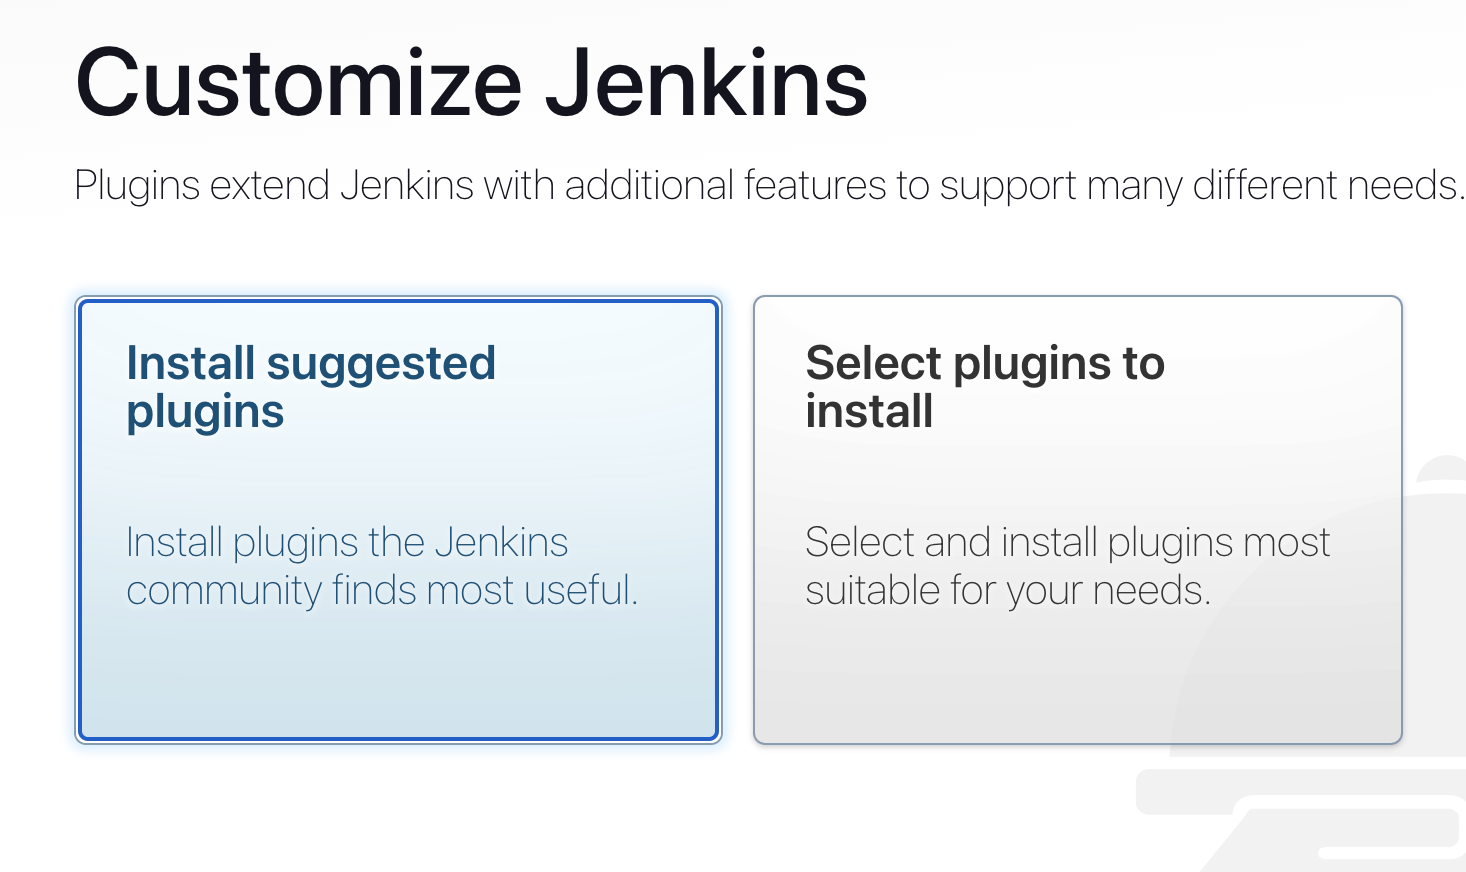 Customize Jenkins
Plugins extend Jenkins with additional features to support many different needs.
Install suggested
plugins
Install plugins the Jenkins
community finds most useful.
Select plugins to
install
Select and install plugins most
suitable for your needs.